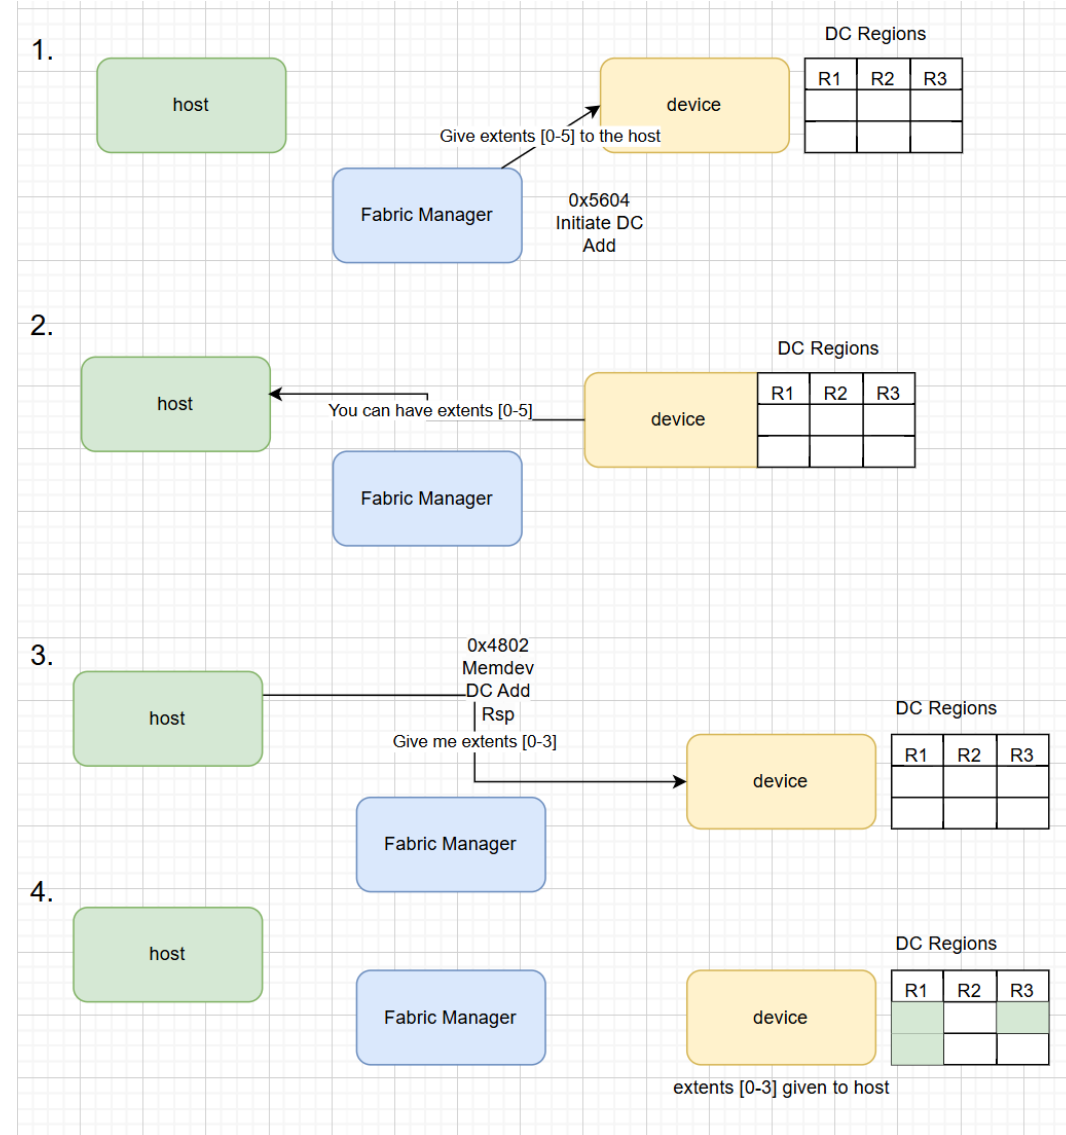 1.
DC Regions
host
device
R1 R2 R3
Give extents [0-5] to the host
Fabric Manager
0x5604
Initiate DC
Add
2.
DC Regions
host
You can have extents [0-5]
device
R1 R2 R3
Fabric Manager
3.
0x4802
Memdev
DC Add
Rsp
host
Give me extents [0-3]
DC Regions
device
R1 R2 R3
Fabric Manager
4.
host
DC Regions
Fabric Manager
device
R1 R2 R3
extents [0-3] given to host